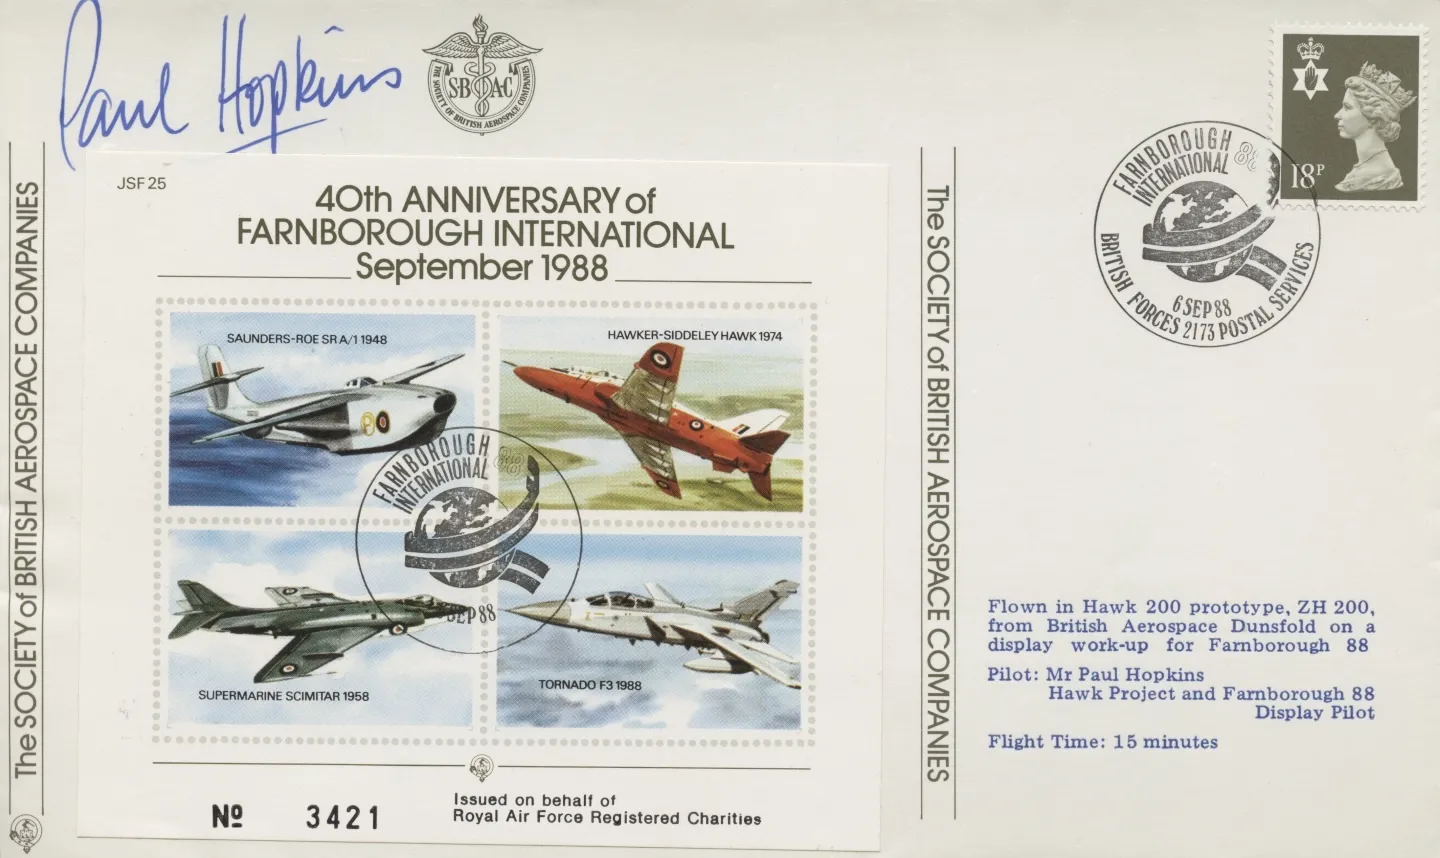 Paul Hopkins
THE SOCIETY OF BRITISH AEROSPACE COMPANIES
S·B A·C
The SOCIETY of BRITISH AEROSPACE COMPANIES
JSF 25
40th ANNIVERSARY of
FARNBOROUGH INTERNATIONAL
September 1988
SAUNDERS-ROE SR A/1 1948
HAWKER-SIDDELEY HAWK 1974
SUPERMARINE SCIMITAR 1958
TORNADO F3 1988
FARNBOROUGH
INTERNATIONAL
88
SEP 88
Nº 3421
Issued on behalf of
Royal Air Force Registered Charities
The SOCIETY of BRITISH AEROSPACE COMPANIES
18P
FARNBOROUGH
INTERNATIONAL
88
6 SEP 88
BRITISH FORCES 2173 POSTAL SERVICES
Flown in Hawk 200 prototype, ZH 200,
from British Aerospace Dunsfold on a
display work-up for Farnborough 88
Pilot: Mr Paul Hopkins
Hawk Project and Farnborough 88
Display Pilot
Flight Time: 15 minutes